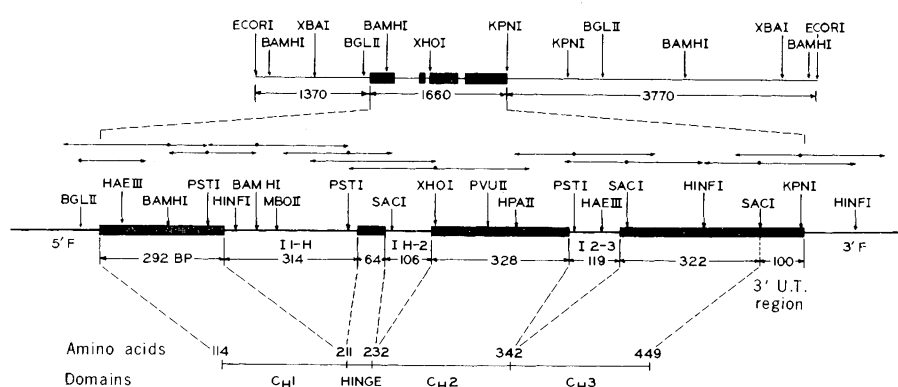 ECORI XBAI BAMHI KPNI BGLII XBAI ECORI
BAMHI BGLII XHOI KPNI BAMHI BAMHI
1370 1660 3770
HAEIII PSTI BAM HI PSTI XHOI PVUII PSTI SACI HINFI KPNI
BGLII BAMHI HINFI MBOII SACI HPAII HAEIII SACI HINFI
5'F I I-H I H-2 I 2-3 3'F
292 BP 314 64 106 328 119 322 100
3' U.T.
region
Amino acids 114 211 232 342 449
Domains CH1 HINGE CH2 CH3